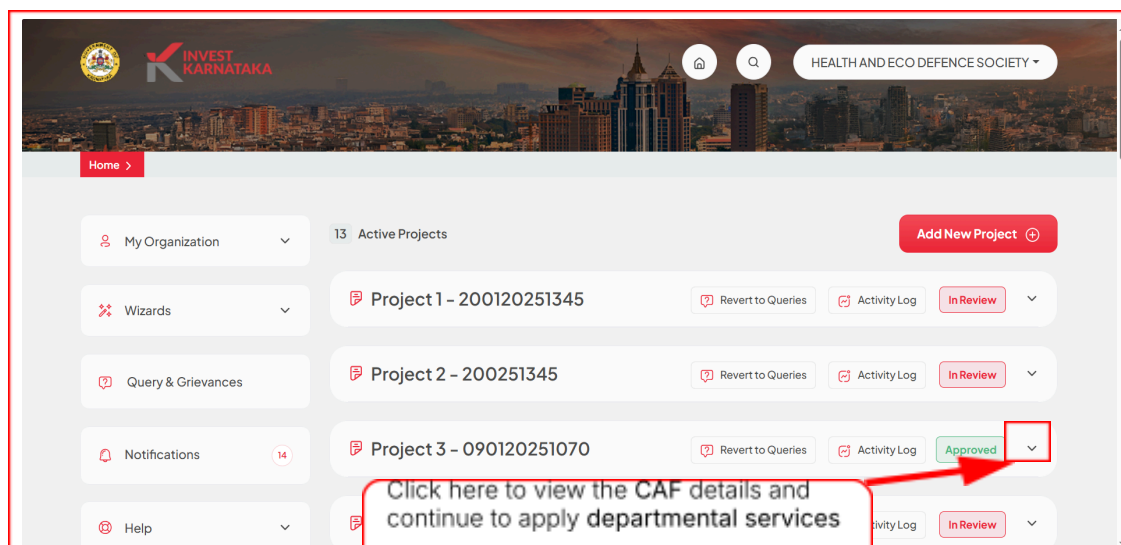 INVEST
KARNATAKA
HEALTH AND ECO DEFENCE SOCIETY
Home >
My Organization
13 Active Projects
Add New Project
Project 1 - 200120251345
Revert to Queries
Activity Log
In Review
Wizards
Project 2 - 200251345
Revert to Queries
Activity Log
In Review
Query & Grievances
Project 3 - 090120251070
Revert to Queries
Activity Log
Approved
Notifications
14
Click here to view the CAF details and
continue to apply departmental services
Help
ivity Log
In Review